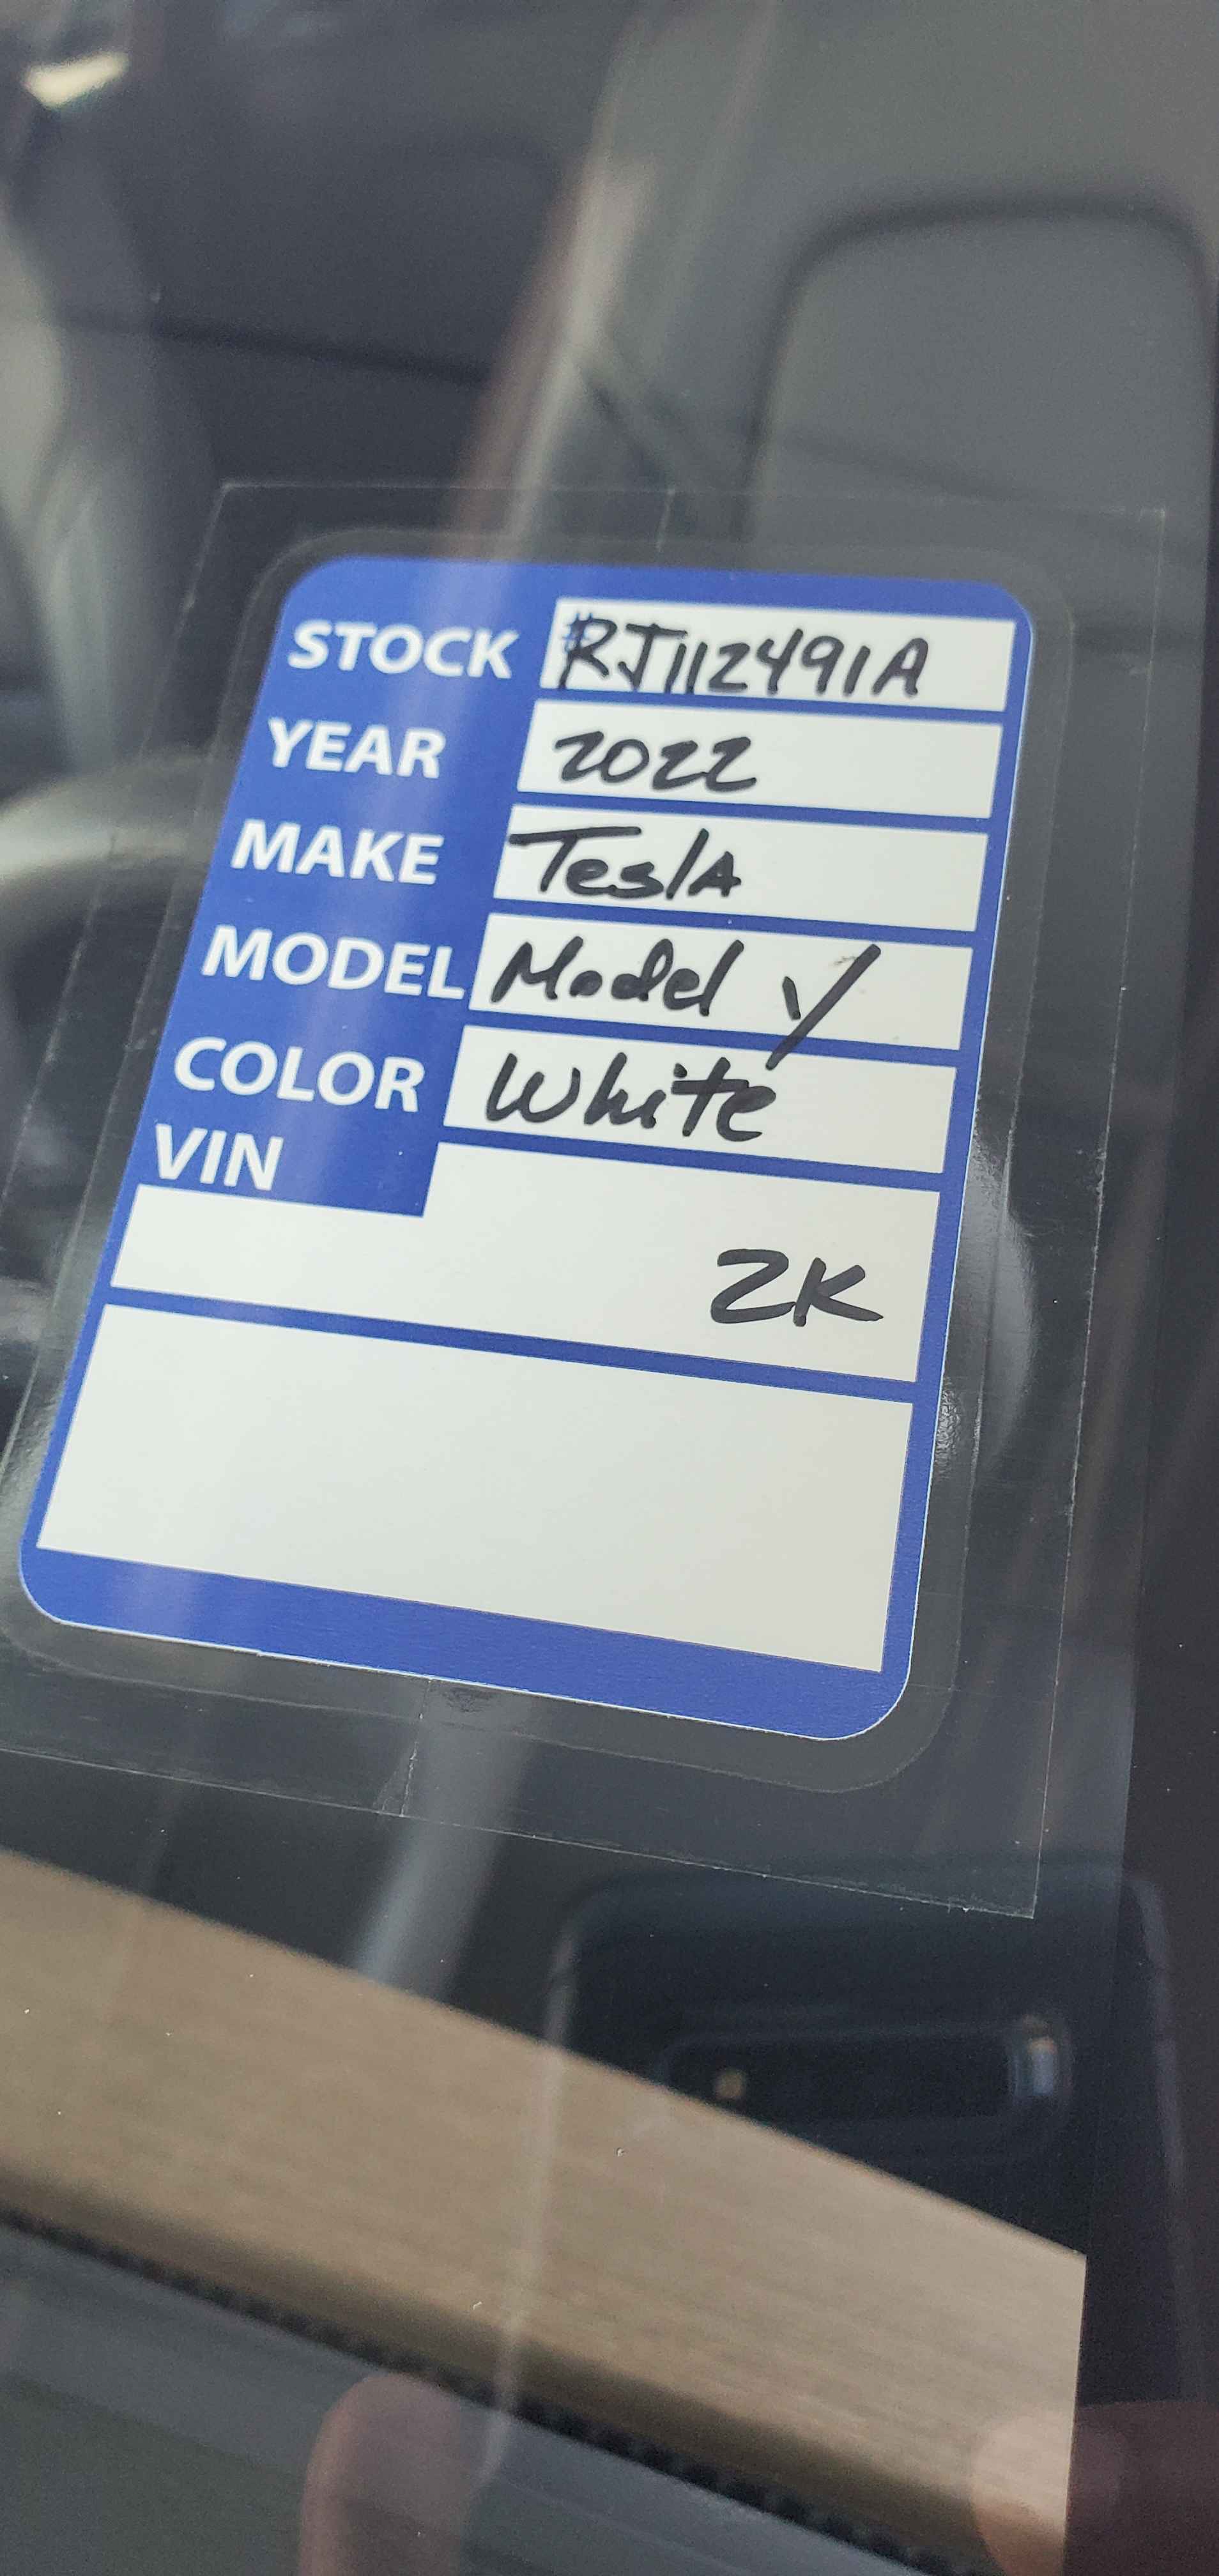 STOCK #RJ112491A
YEAR 2022
MAKE TeslA
MODEL Model Y
COLOR White
VIN
2K